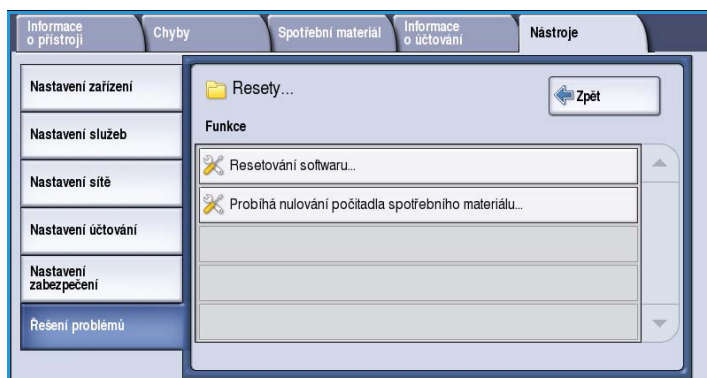 Informace
o přístroji
Chyby
Spotřební materiál
Informace
o účtování
Nástroje
Nastavení zařízení
Nastavení služeb
Nastavení sítě
Nastavení účtování
Nastavení
zabezpečení
Řešení problémů
Resety...
Zpět
Funkce
Resetování softwaru...
Probíhá nulování počitadla spotřebního materiálu...